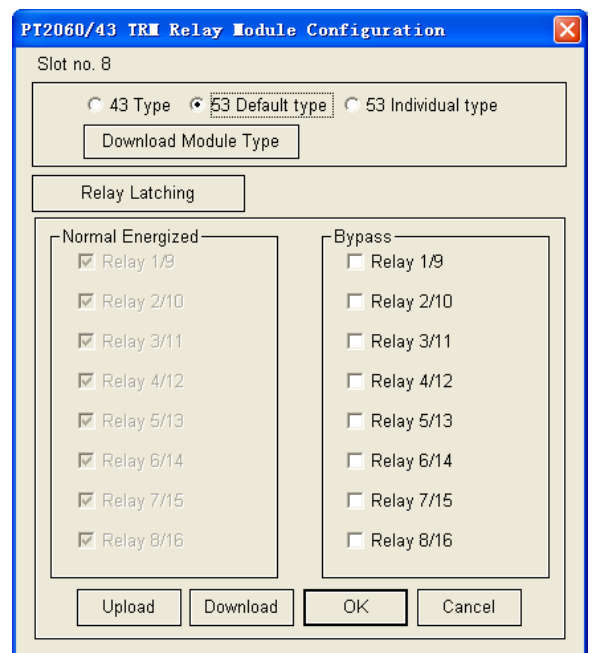 PT2060/43 TRM Relay Module Configuration
Slot no. 8
43 Type 53 Default type 53 Individual type
Download Module Type
Relay Latching
Normal Energized
Relay 1/9
Relay 2/10
Relay 3/11
Relay 4/12
Relay 5/13
Relay 6/14
Relay 7/15
Relay 8/16
Bypass
Relay 1/9
Relay 2/10
Relay 3/11
Relay 4/12
Relay 5/13
Relay 6/14
Relay 7/15
Relay 8/16
Upload Download OK Cancel